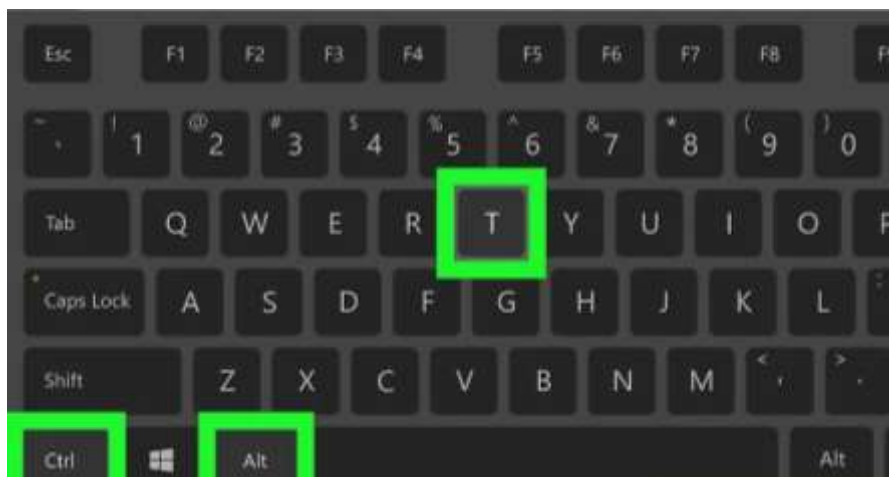 Esc F1 F2 F3 F4 F5 F6 F7 F8
~ ` ! 1 @ 2 # 3 $ 4 % 5 ^ 6 & 7 * 8 ( 9 ) 0
Tab Q W E R T Y U I O P
Caps Lock A S D F G H J K L
Shift Z X C V B N M < , > .
Ctrl Alt Alt